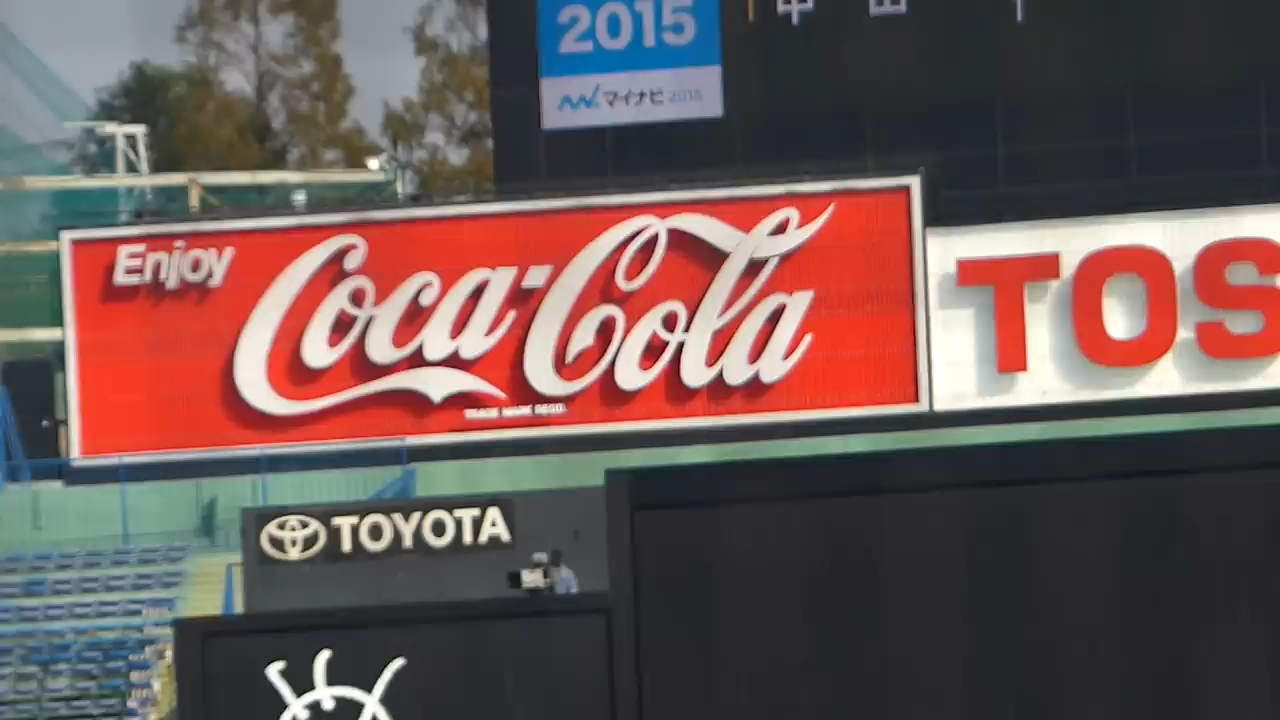 2015
マイナビ 2015
Enjoy
Coca-Cola
TRADE MARK REGD.
TOS
TOYOTA